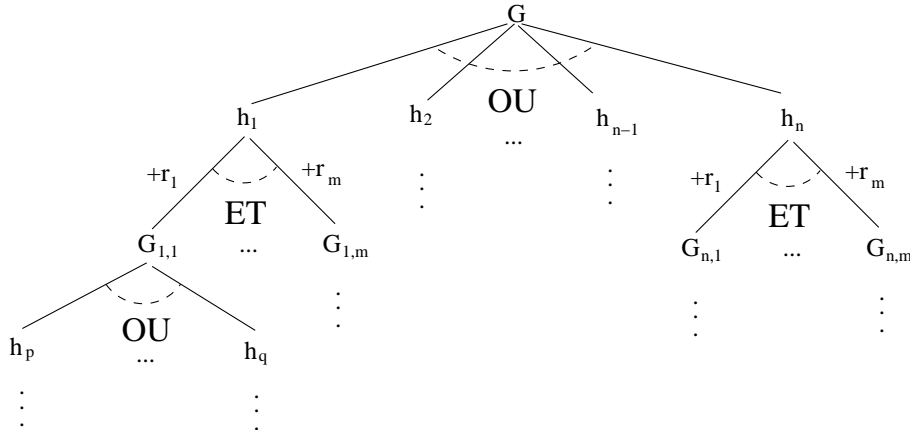 G
OU
h₁ h₂ ... hₙ₋₁ hₙ
+r₁ +rₘ +r₁ +rₘ
ET ET
G₁,₁ ... G₁,ₘ Gₙ,₁ ... Gₙ,ₘ
OU
hₚ ... h_q